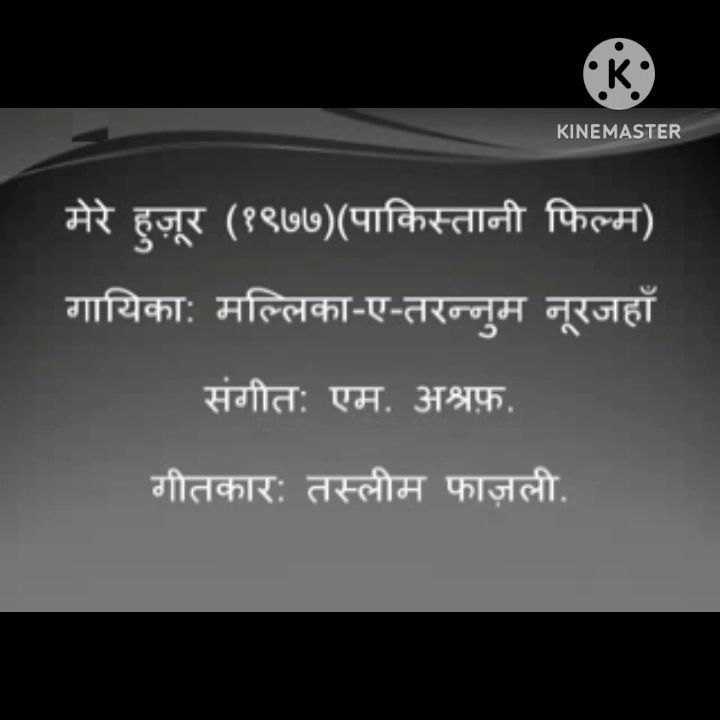 KINEMASTER
मेरे हुज़ूर (१९७७)(पाकिस्तानी फिल्म)
गायिका: मल्लिका-ए-तरन्नुम नूरजहाँ
संगीत: एम. अश्रफ़.
गीतकार: तस्लीम फाज़ली.